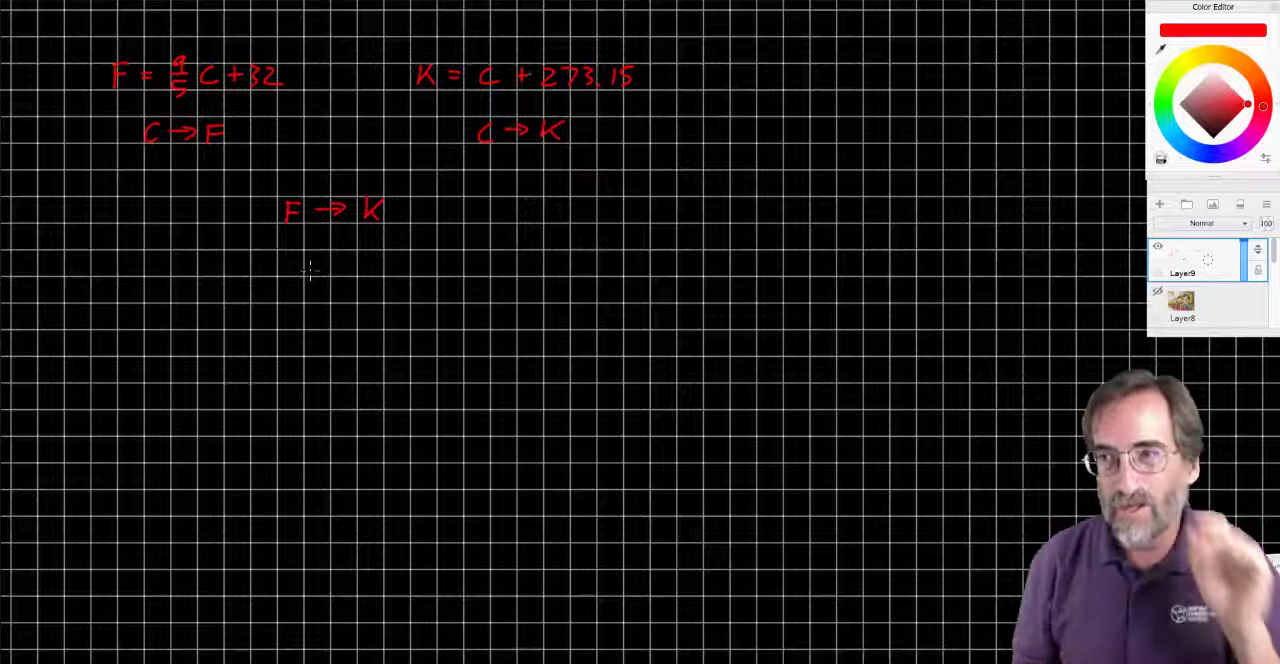 F = 9/5 C + 32
K = C + 273.15
C → F
C → K
F → K
Color Editor
Normal
100
Layer9
Layer8